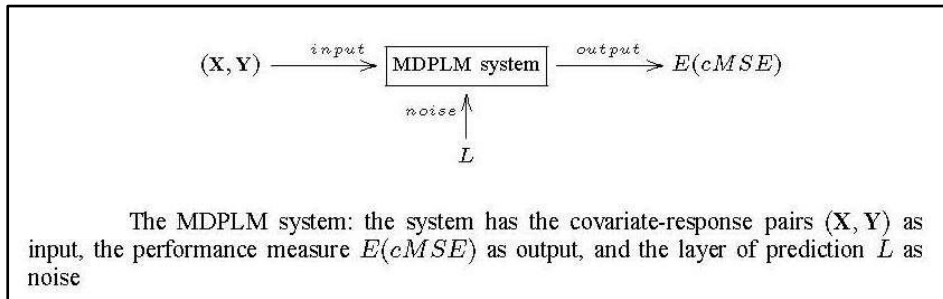 input output
(X, Y) MDPLM system E(cMSE)
noise
L
The MDPLM system: the system has the covariate-response pairs (X, Y) as
input, the performance measure E(cMSE) as output, and the layer of prediction L as
noise